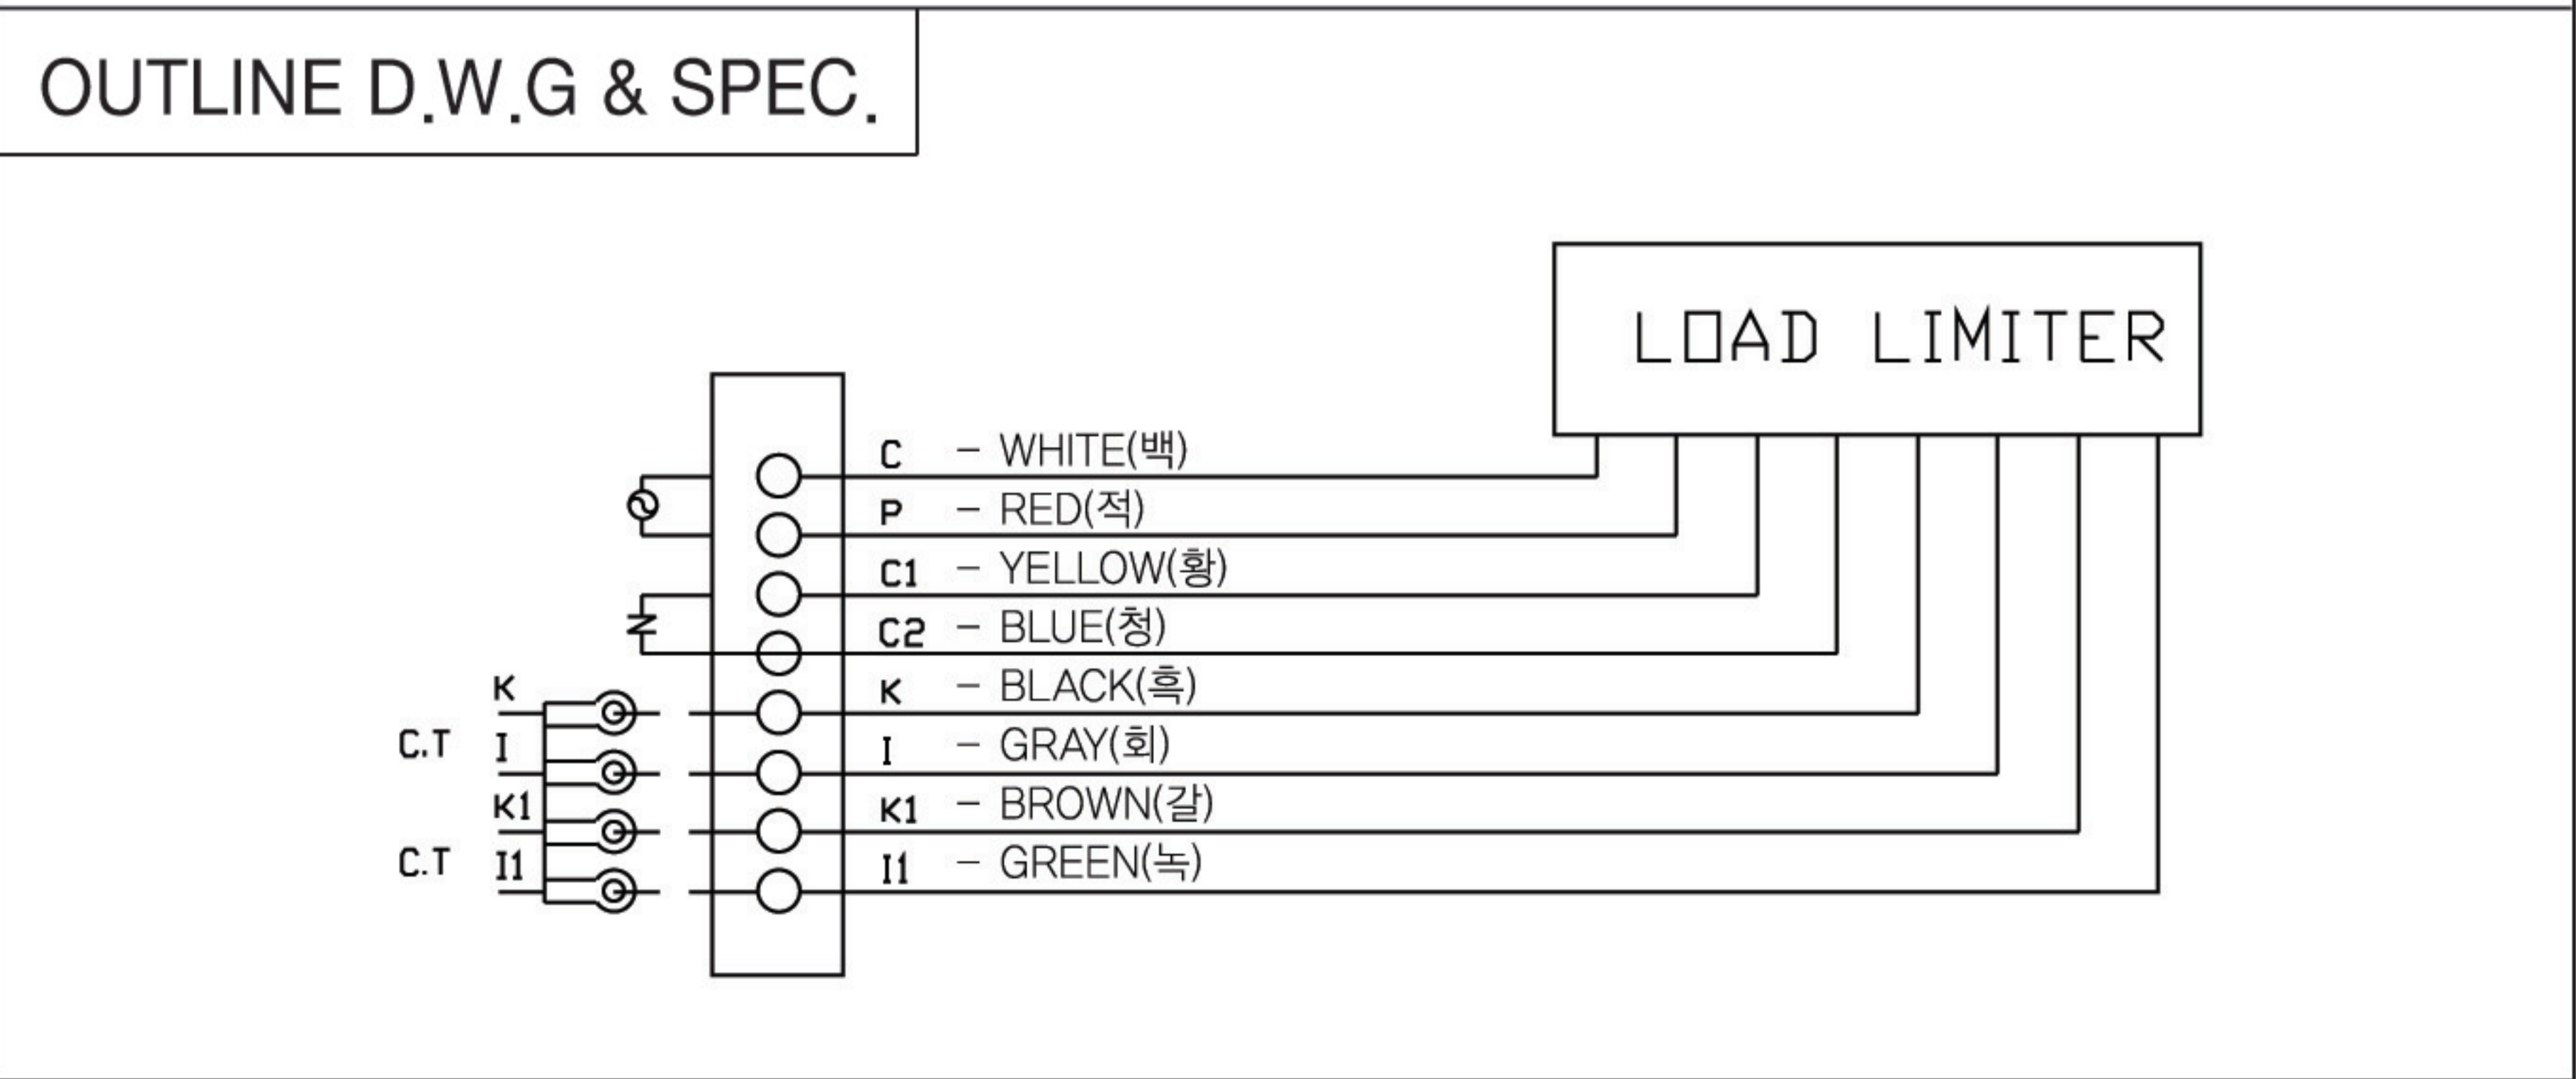 OUTLINE D.W.G & SPEC.
LOAD LIMITER
C - WHITE(백)
P - RED(적)
C1 - YELLOW(황)
C2 - BLUE(청)
K
K - BLACK(흑)
C.T I
I - GRAY(회)
K1
K1 - BROWN(갈)
C.T I1
I1 - GREEN(녹)